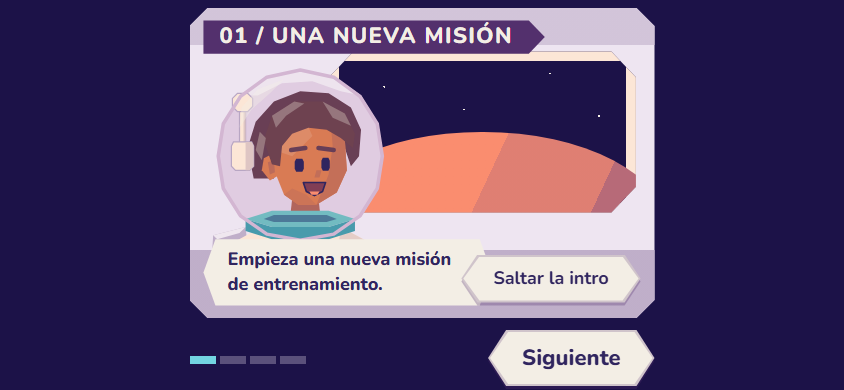 01 / UNA NUEVA MISIÓN
Empieza una nueva misión
de entrenamiento.
Saltar la intro
Siguiente